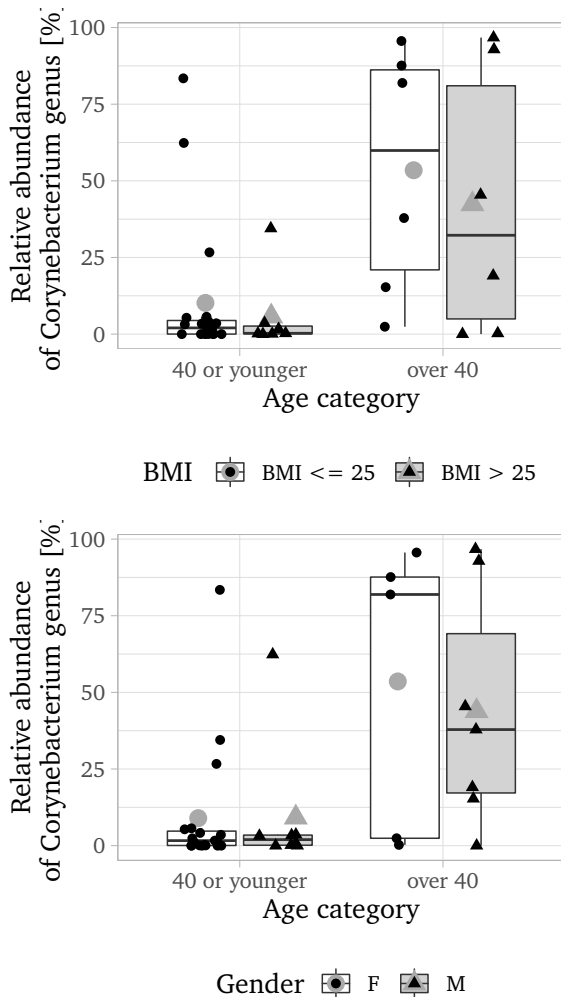 Relative abundance
of Corynebacterium genus [%]
100
75
50
25
0
40 or younger over 40
Age category
BMI BMI <= 25 BMI > 25
Relative abundance
of Corynebacterium genus [%]
100
75
50
25
0
40 or younger over 40
Age category
Gender F M